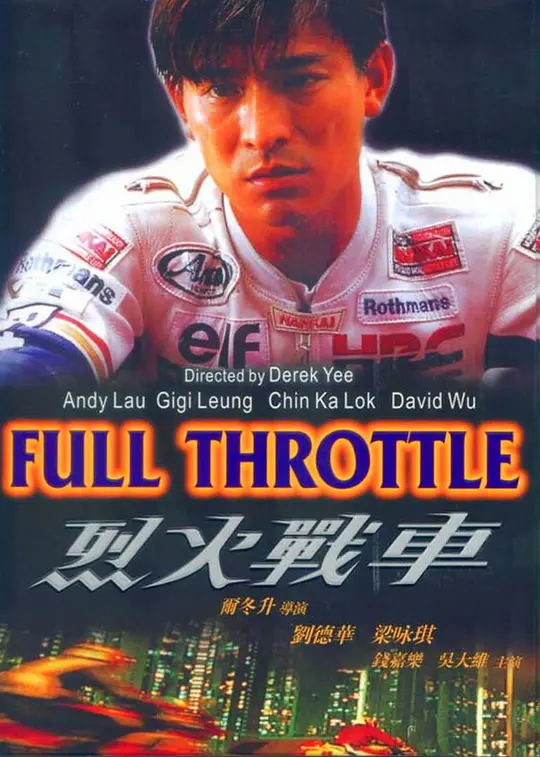 NANKAI
Rothmans
Arai
NANKAI
Rothmans
elf
NANKAI
HRC
Directed by Derek Yee
Andy Lau Gigi Leung Chin Ka Lok David Wu
FULL THROTTLE
烈火戰車
爾冬升 導演
劉德華 梁咏琪
錢嘉樂 吳大維 主演